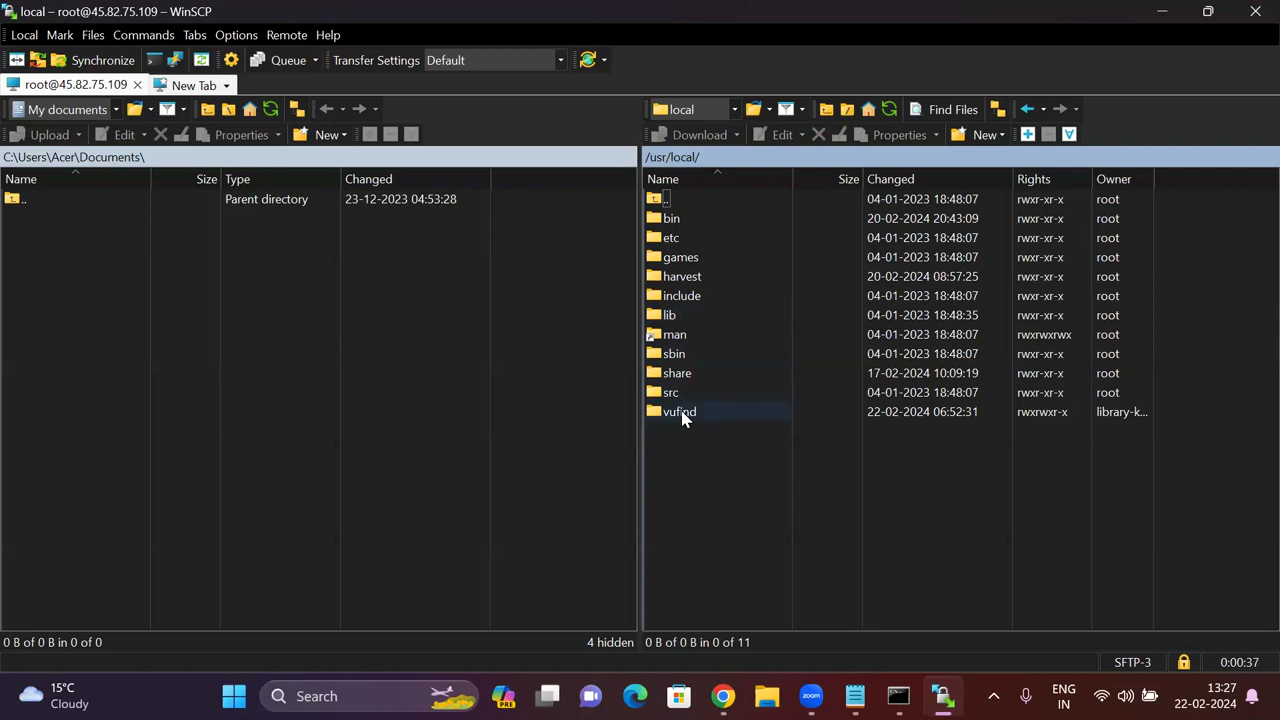 local – root@45.82.75.109 – WinSCP
Local Mark Files Commands Tabs Options Remote Help
Synchronize Queue Transfer Settings Default
root@45.82.75.109 New Tab
My documents
local Find Files
Upload Edit Properties New
Download Edit Properties New
C:\Users\Acer\Documents\
/usr/local/
Name Size Type Changed
.. Parent directory 23-12-2023 04:53:28
Name Size Changed Rights Owner
.. 04-01-2023 18:48:07 rwxr-xr-x root
bin 20-02-2024 20:43:09 rwxr-xr-x root
etc 04-01-2023 18:48:07 rwxr-xr-x root
games 04-01-2023 18:48:07 rwxr-xr-x root
harvest 20-02-2024 08:57:25 rwxr-xr-x root
include 04-01-2023 18:48:07 rwxr-xr-x root
lib 04-01-2023 18:48:35 rwxr-xr-x root
man 04-01-2023 18:48:07 rwxrwxrwx root
sbin 04-01-2023 18:48:07 rwxr-xr-x root
share 17-02-2024 10:09:19 rwxr-xr-x root
src 04-01-2023 18:48:07 rwxr-xr-x root
vufind 22-02-2024 06:52:31 rwxrwxr-x library-k...
0 B of 0 B in 0 of 0 4 hidden
0 B of 0 B in 0 of 11
SFTP-3 0:00:37
15°C
Cloudy
Search
PRE
zoom
ENG
IN
13:27
22-02-2024